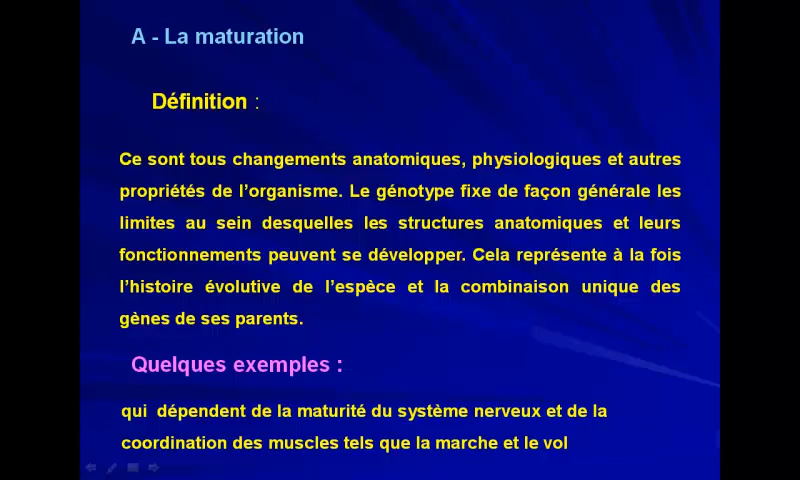 A - La maturation
Définition :
Ce sont tous changements anatomiques, physiologiques et autres
propriétés de l’organisme. Le génotype fixe de façon générale les
limites au sein desquelles les structures anatomiques et leurs
fonctionnements peuvent se développer. Cela représente à la fois
l’histoire évolutive de l’espèce et la combinaison unique des
gènes de ses parents.
Quelques exemples :
qui dépendent de la maturité du système nerveux et de la
coordination des muscles tels que la marche et le vol